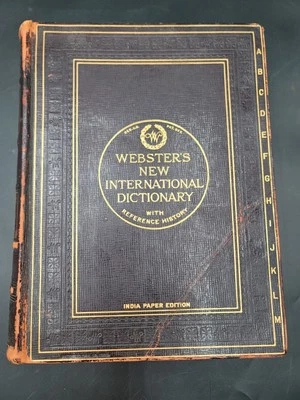 WEBSTER'S
NEW
INTERNATIONAL
DICTIONARY
WITH
REFERENCE HISTORY
INDIA PAPER EDITION
A
B
C
D
E
F
G
H
I
J
K
L
M